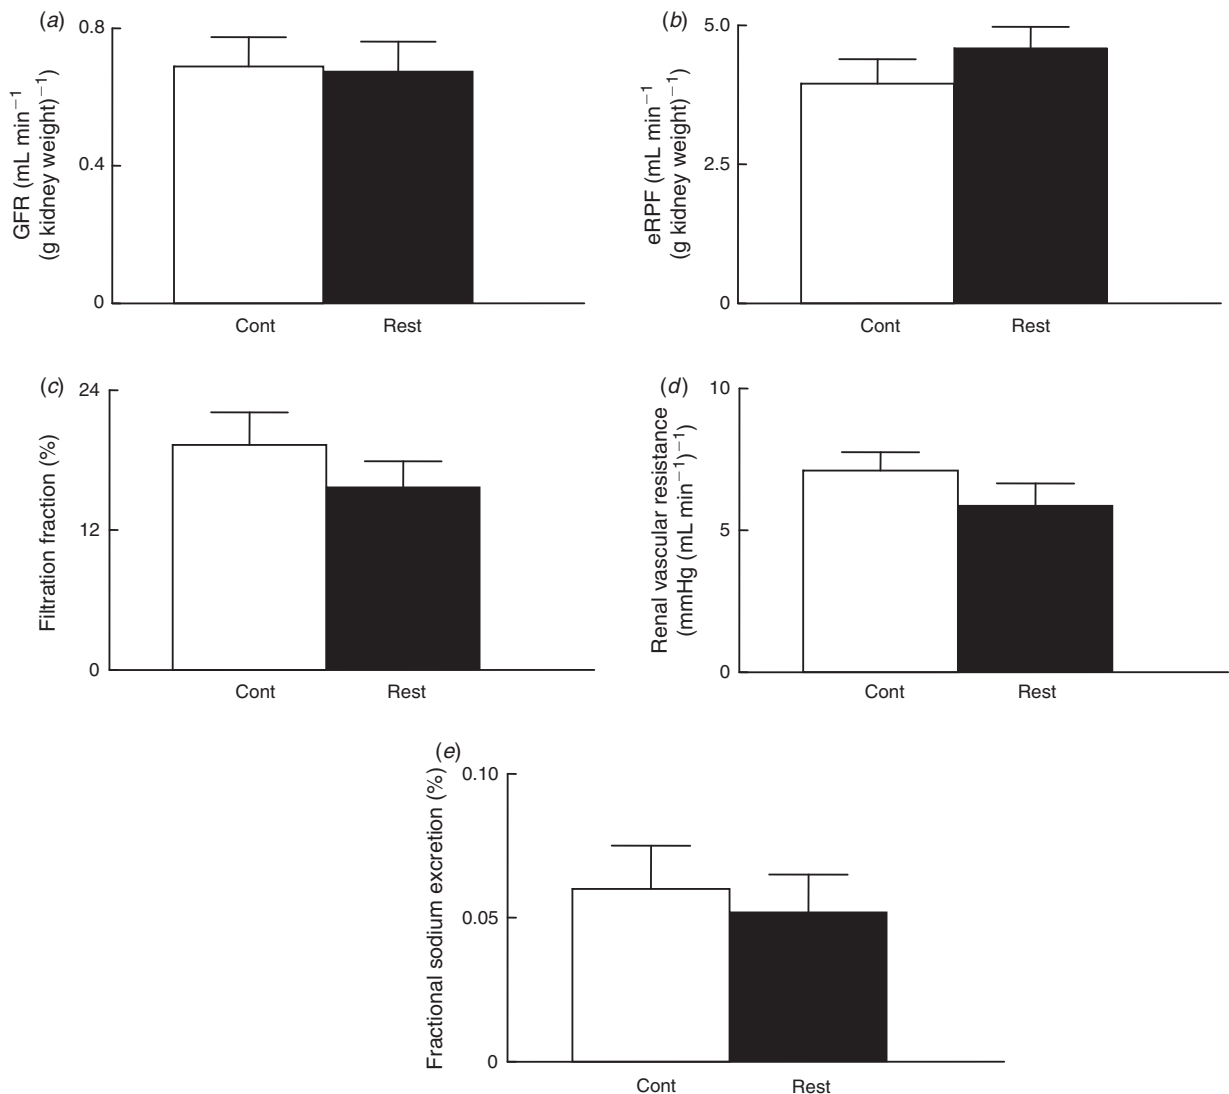 (a)
0.8
0.4
0
GFR (mL min⁻¹
(g kidney weight)⁻¹)
Cont Rest
(b)
5.0
2.5
0
eRPF (mL min⁻¹
(g kidney weight)⁻¹)
Cont Rest
(c)
24
12
0
Filtration fraction (%)
Cont Rest
(d)
10
5
0
Renal vascular resistance
(mmHg (mL min⁻¹)⁻¹)
Cont Rest
(e)
0.10
0.05
0
Fractional sodium excretion (%)
Cont Rest